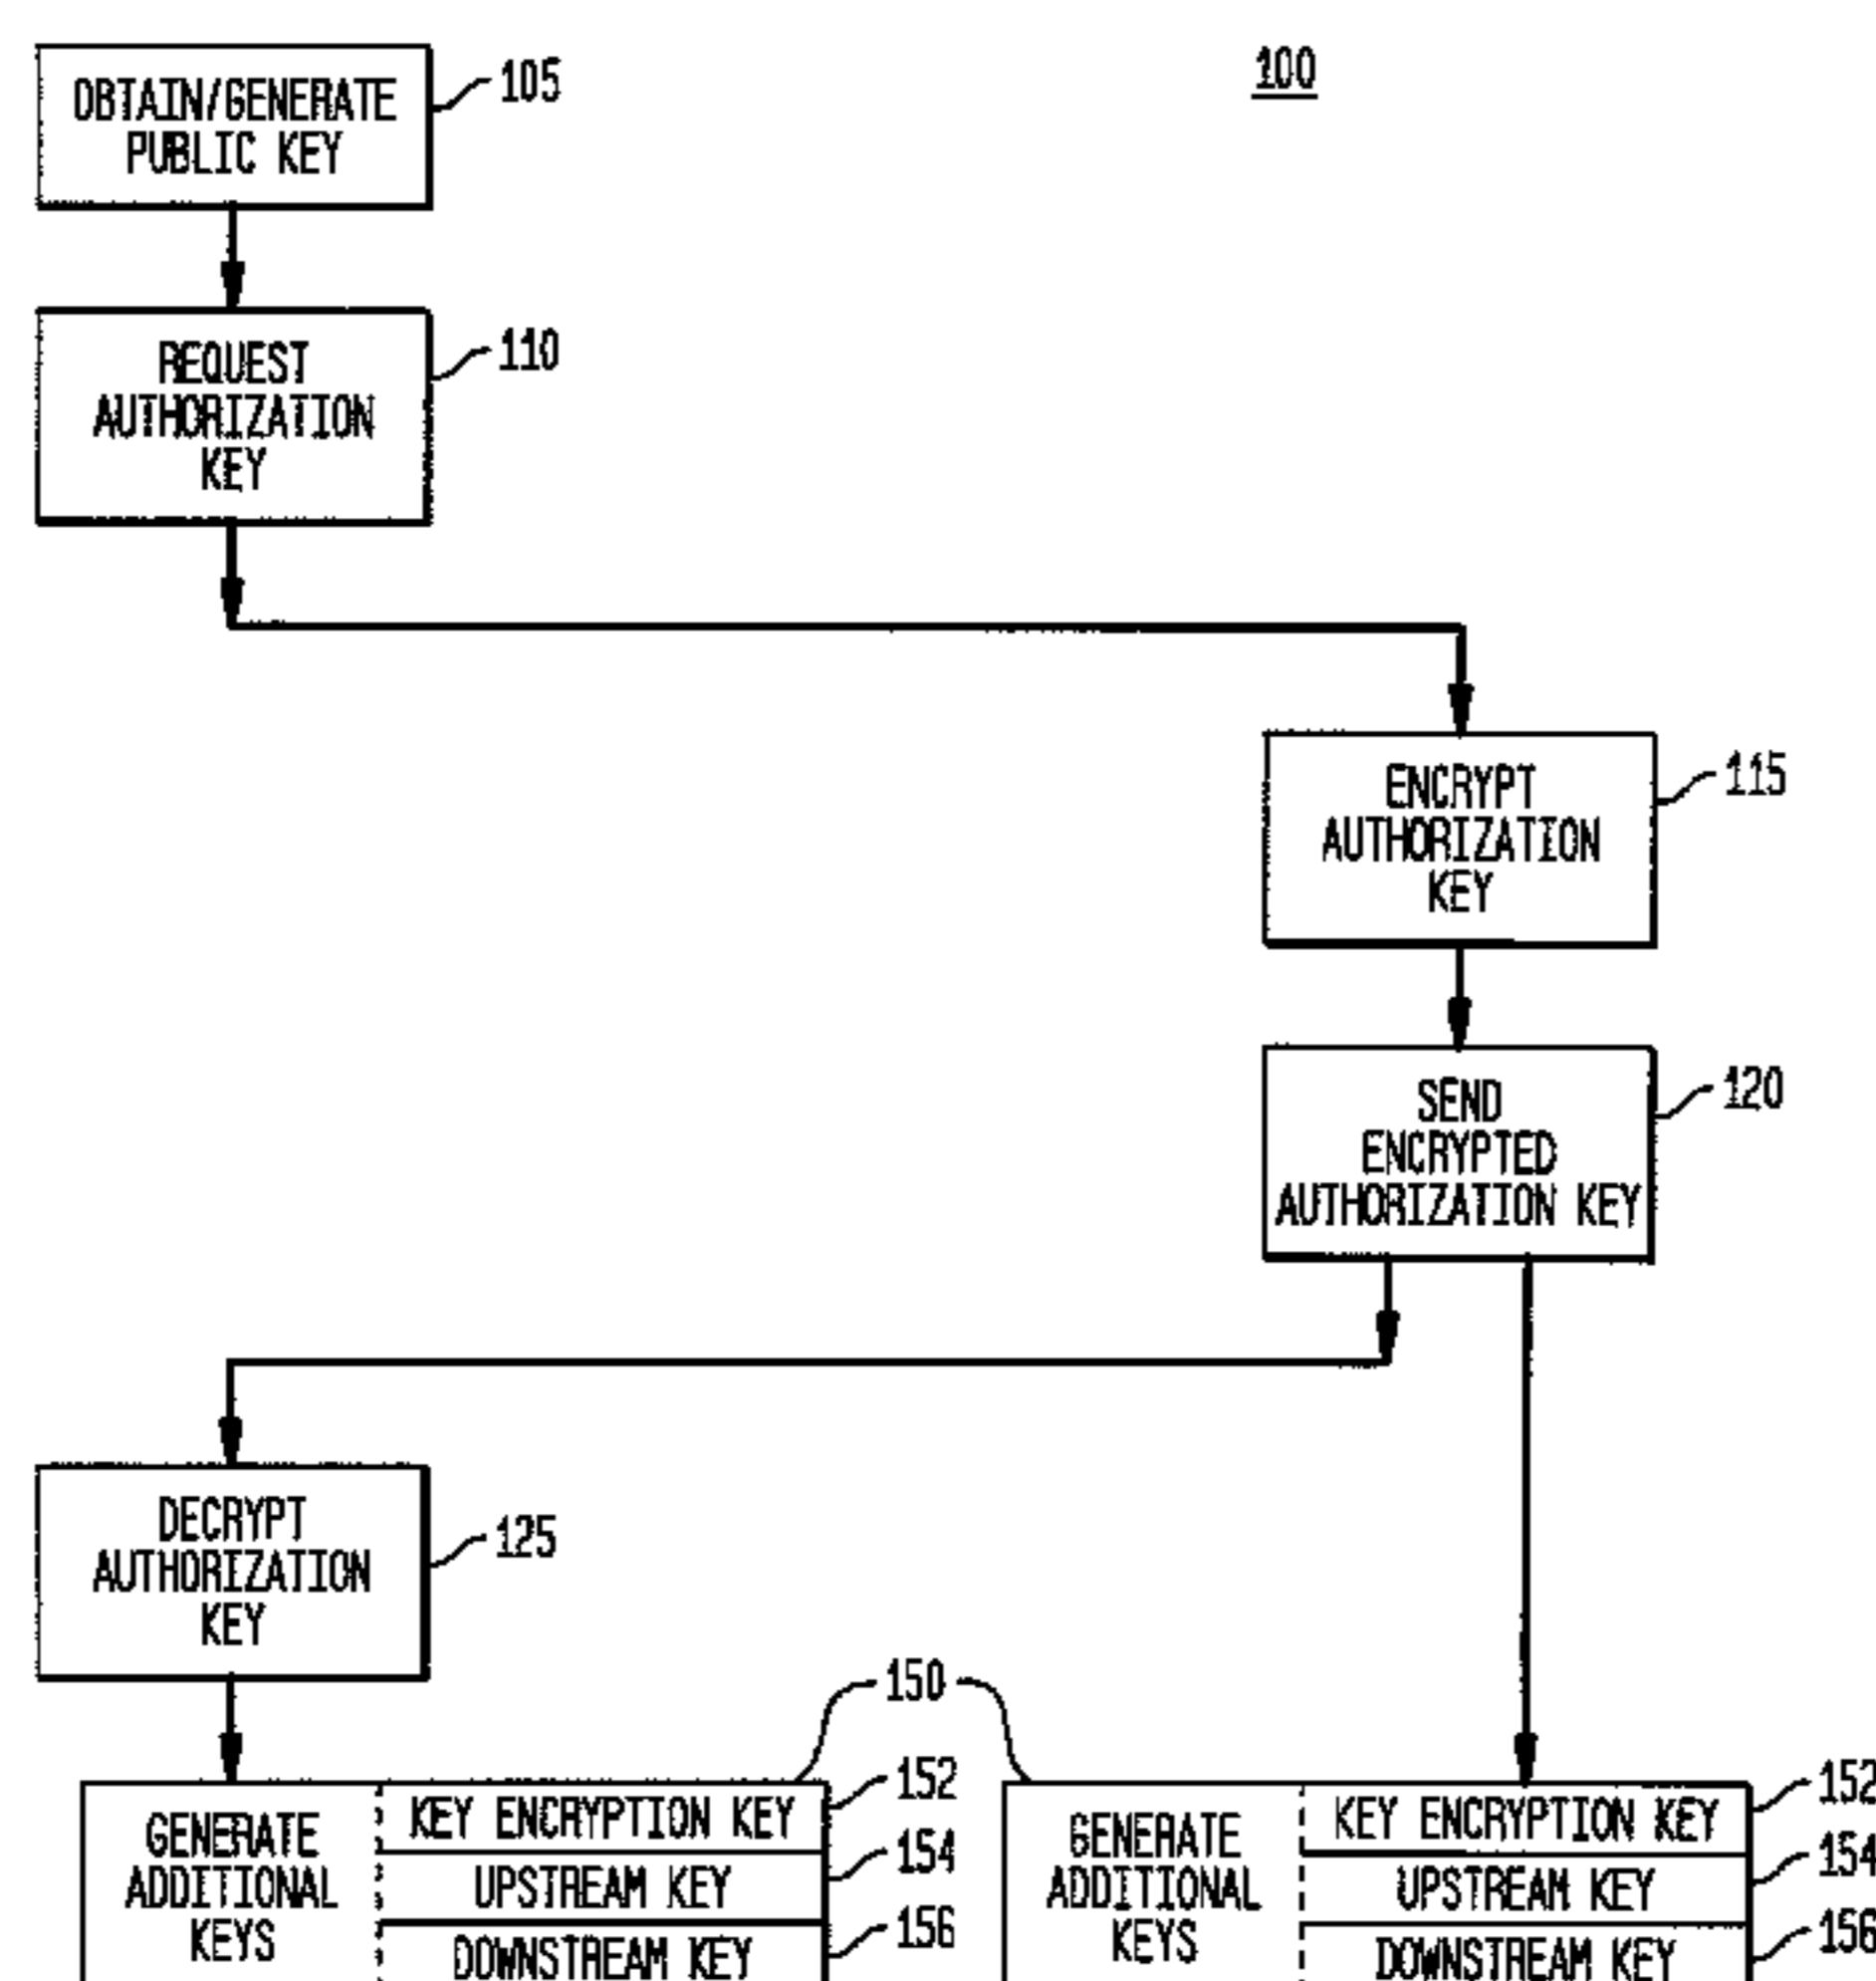 100
OBTAIN/GENERATE
PUBLIC KEY
105
REQUEST
AUTHORIZATION
KEY
110
ENCRYPT
AUTHORIZATION
KEY
115
SEND
ENCRYPTED
AUTHORIZATION KEY
120
DECRYPT
AUTHORIZATION
KEY
125
150
GENERATE
ADDITIONAL
KEYS
KEY ENCRYPTION KEY
152
UPSTREAM KEY
154
DOWNSTREAM KEY
156
GENERATE
ADDITIONAL
KEYS
KEY ENCRYPTION KEY
152
UPSTREAM KEY
154
DOWNSTREAM KEY
156